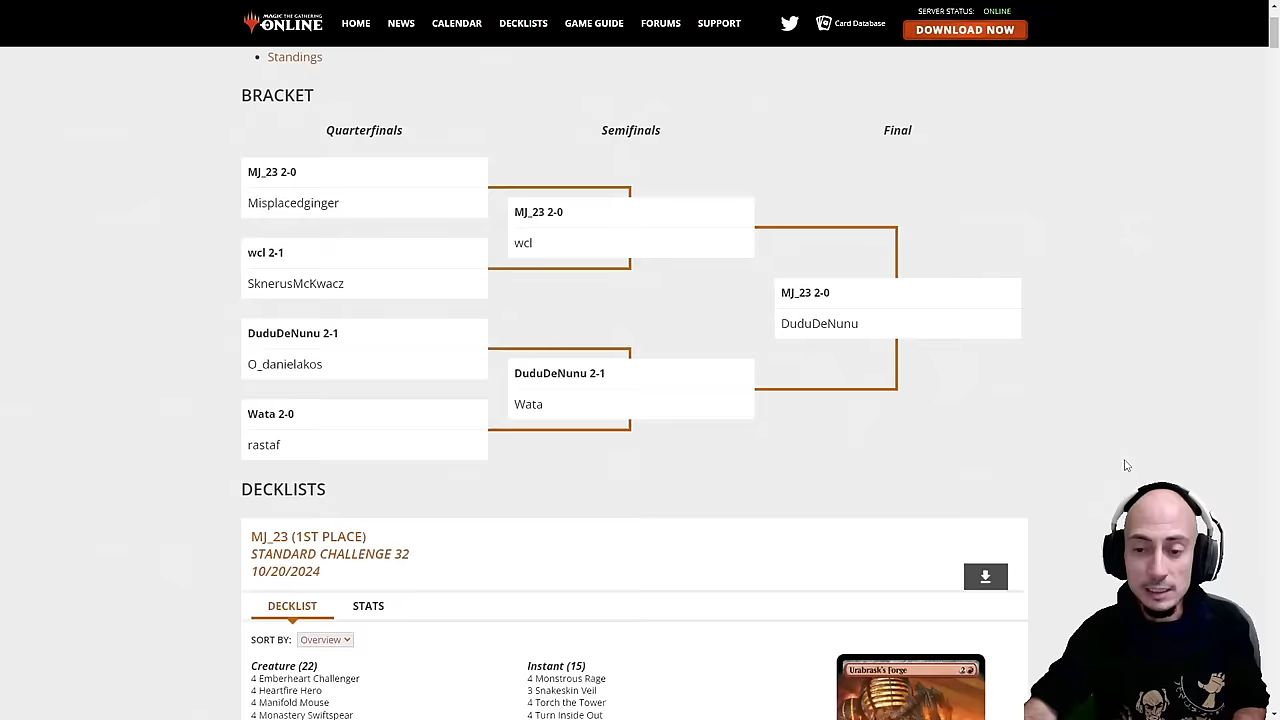 MAGIC THE GATHERING
ONLINE
HOME NEWS CALENDAR DECKLISTS GAME GUIDE FORUMS SUPPORT
Card Database
SERVER STATUS: ONLINE
DOWNLOAD NOW
• Standings
BRACKET
Quarterfinals Semifinals Final
MJ_23 2-0
Misplacedginger
wcl 2-1
SknerusMcKwacz
DuduDeNunu 2-1
O_danielakos
Wata 2-0
rastaf
MJ_23 2-0
wcl
DuduDeNunu 2-1
Wata
MJ_23 2-0
DuduDeNunu
DECKLISTS
MJ_23 (1ST PLACE)
STANDARD CHALLENGE 32
10/20/2024
DECKLIST STATS
SORT BY: Overview
Creature (22)
4 Emberheart Challenger
4 Heartfire Hero
4 Manifold Mouse
4 Monastery Swiftspear
Instant (15)
4 Monstrous Rage
3 Snakeskin Veil
4 Torch the Tower
4 Turn Inside Out
Urabrask's Forge 2